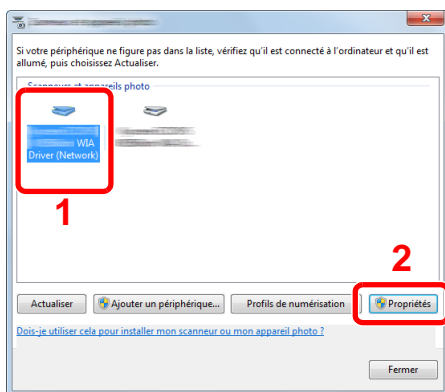 Si votre périphérique ne figure pas dans la liste, vérifiez qu'il est connecté à l'ordinateur et qu'il est
allumé, puis choisissez Actualiser.
Scanneurs et appareils photo
WIA
Driver (Network)
1
2
Actualiser
Ajouter un périphérique...
Profils de numérisation
Propriétés
Dois-je utiliser cela pour installer mon scanneur ou mon appareil photo ?
Fermer